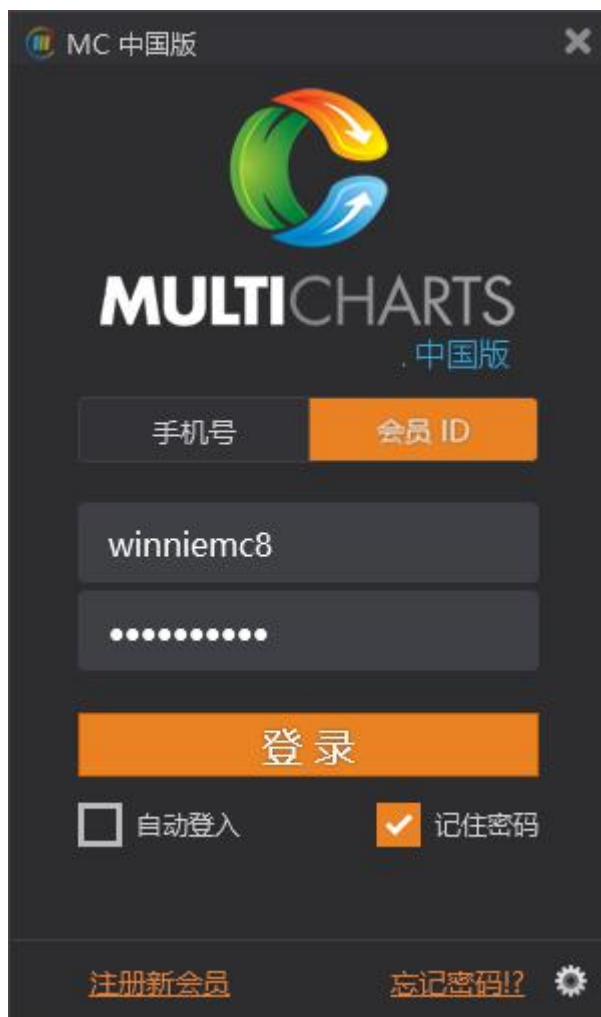 MC 中国版
MULTICHARTS
.中国版
手机号 会员 ID
winniemc8
••••••••••
登 录
自动登入 记住密码
注册新会员 忘记密码!?